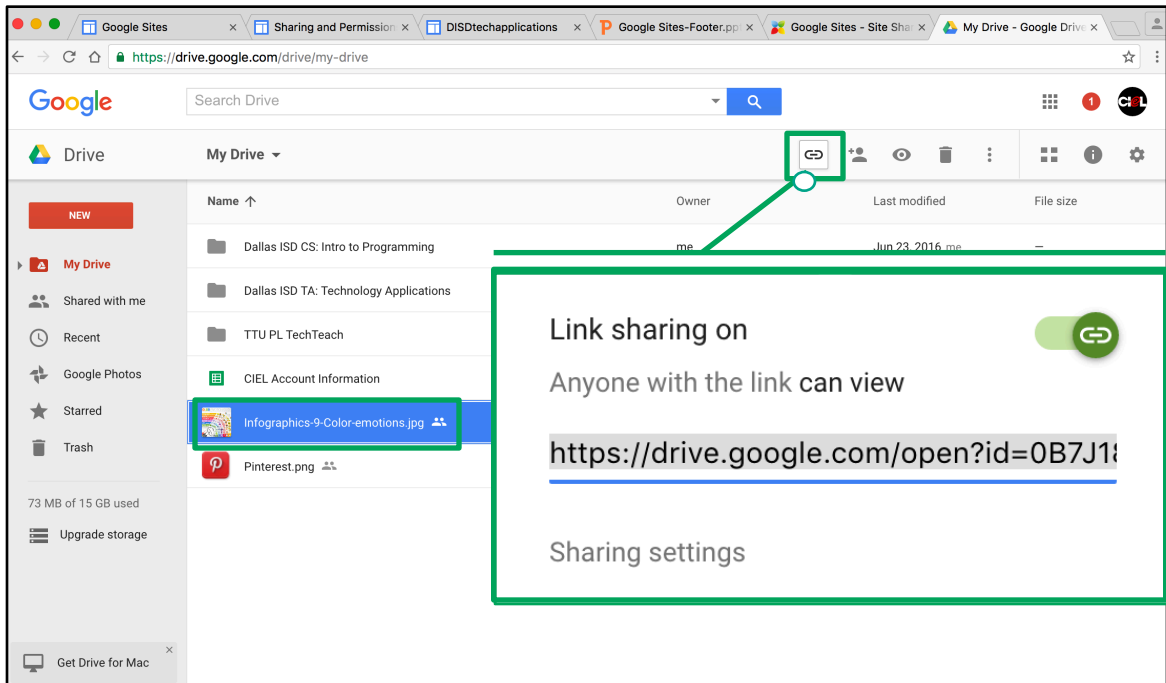 Google Sites
Sharing and Permission
DISDtechapplications
Google Sites-Footer.pp
Google Sites - Site Sha
My Drive - Google Drive
https://drive.google.com/drive/my-drive
Google
Search Drive
1
CIEL
Drive
My Drive
NEW
My Drive
Shared with me
Recent
Google Photos
Starred
Trash
73 MB of 15 GB used
Upgrade storage
Get Drive for Mac
Name
Owner
Last modified
File size
Dallas ISD CS: Intro to Programming
me
Jun 23, 2016 me
—
Dallas ISD TA: Technology Applications
TTU PL TechTeach
CIEL Account Information
Infographics-9-Color-emotions.jpg
Pinterest.png
Link sharing on
Anyone with the link can view
https://drive.google.com/open?id=0B7J18
Sharing settings